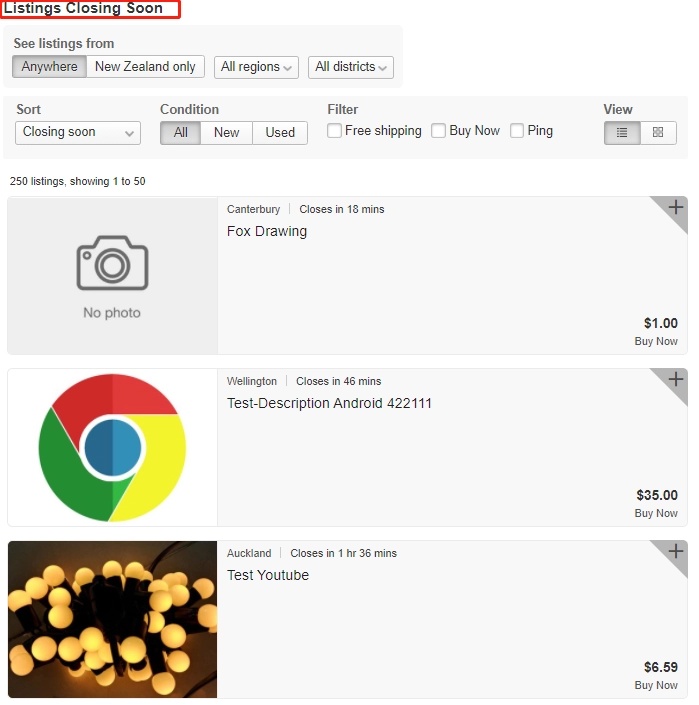 Listings Closing Soon
See listings from
Anywhere New Zealand only All regions All districts
Sort Condition Filter View
Closing soon All New Used Free shipping Buy Now Ping
250 listings, showing 1 to 50
Canterbury Closes in 18 mins
Fox Drawing
No photo
$1.00
Buy Now
Wellington Closes in 46 mins
Test-Description Android 422111
$35.00
Buy Now
Auckland Closes in 1 hr 36 mins
Test Youtube
$6.59
Buy Now